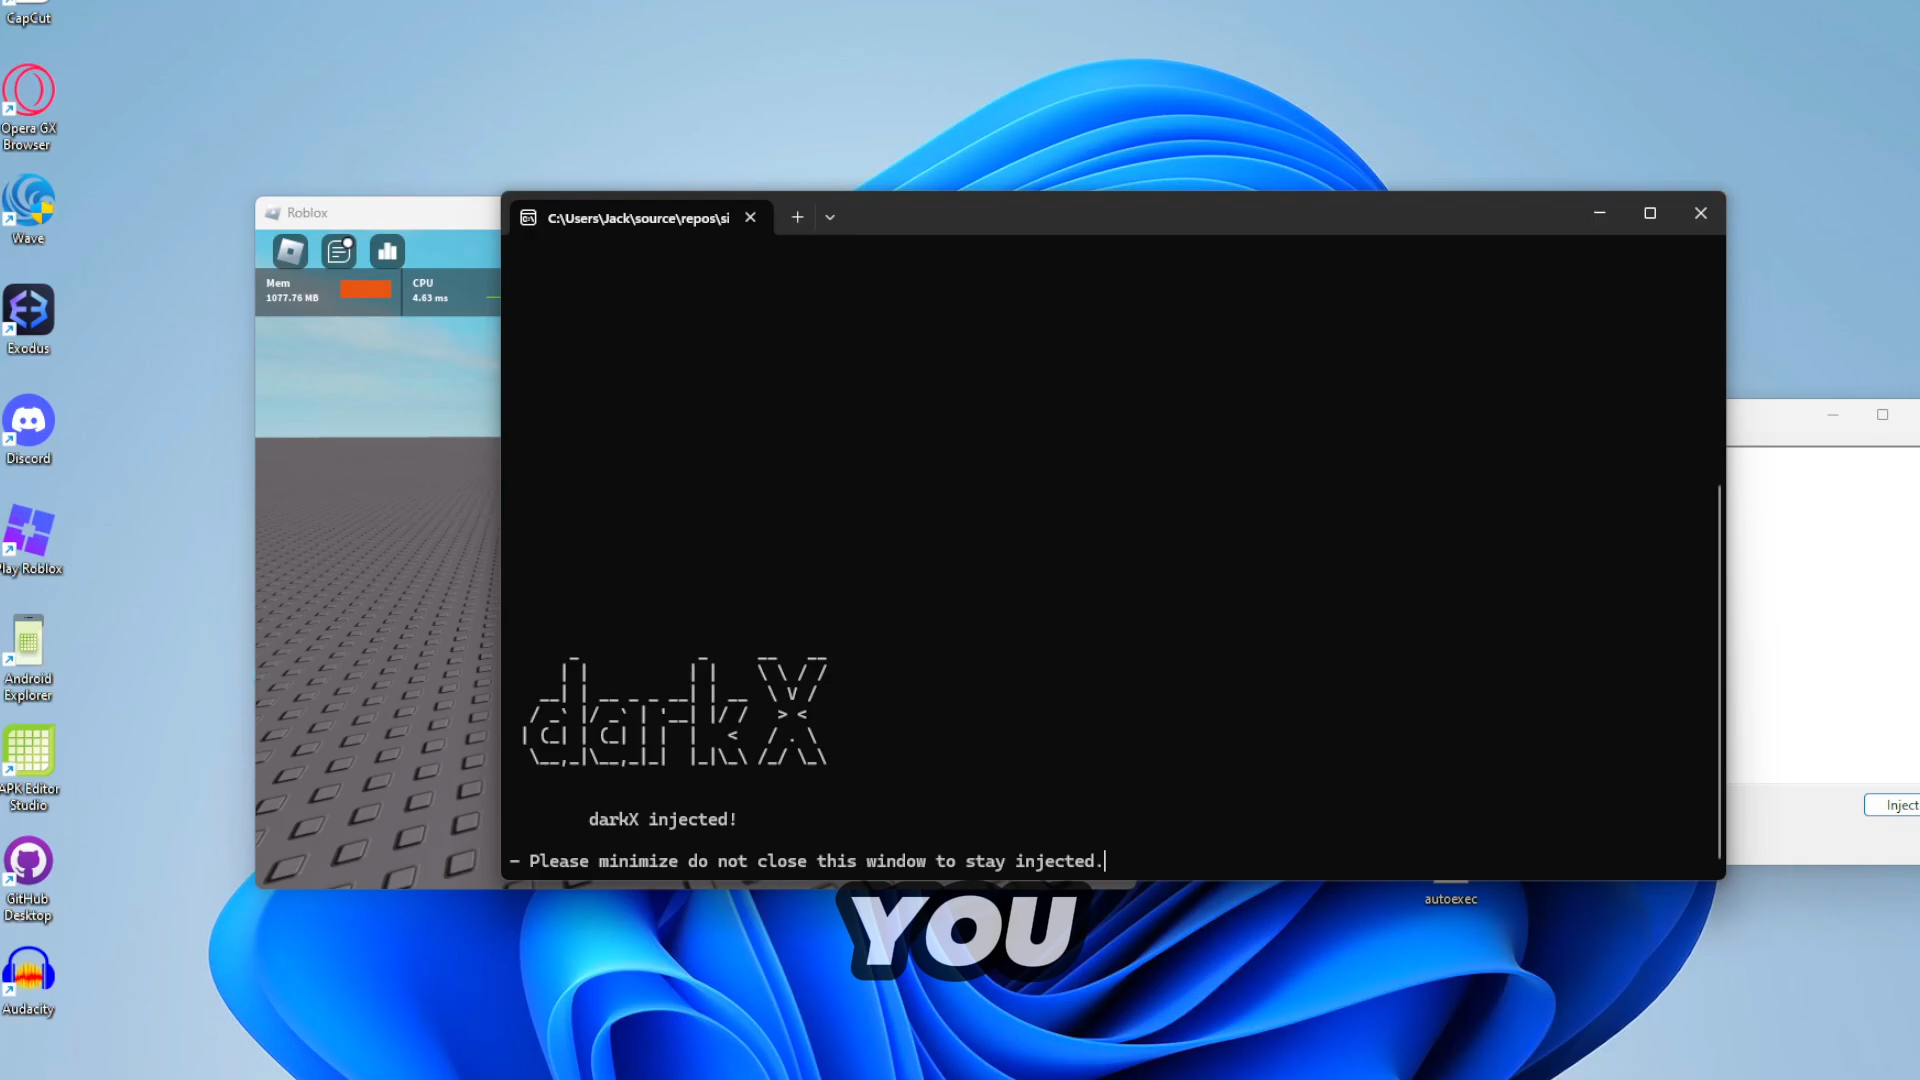 CapCut
Opera GX
Browser
Wave
Exodus
Discord
Play Roblox
Android
Explorer
APK Editor
Studio
GitHub
Desktop
Audacity
Roblox
Mem
1077.76 MB
CPU
4.63 ms
C:\Users\Jack\source\repos\si
darkX
darkX injected!
- Please minimize do not close this window to stay injected.
Inject
autoexec
YOU